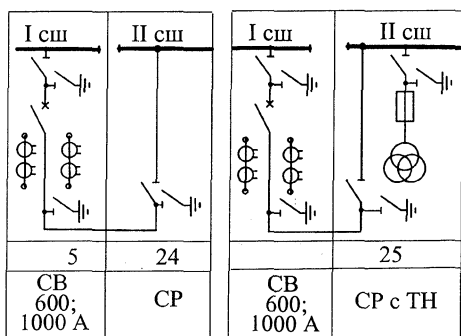 I сш
II сш
I сш
II сш
5
24
25
СВ
600;
1000 А
СР
СВ
600;
1000 А
СР с ТН